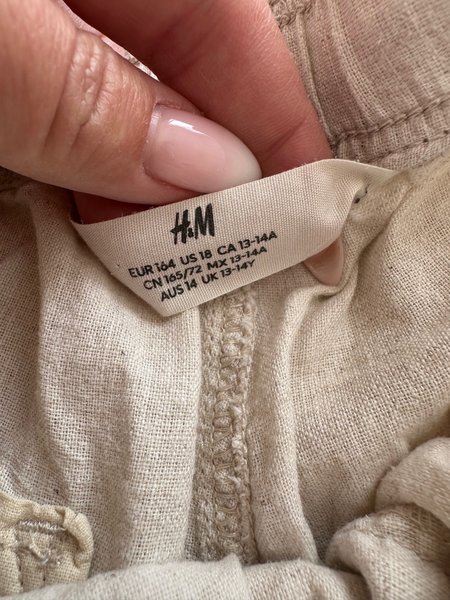 H&M
EUR 164 US 18 CA 13-14A
CN 165/72 MX 13-14A
AUS 14 UK 13-14Y